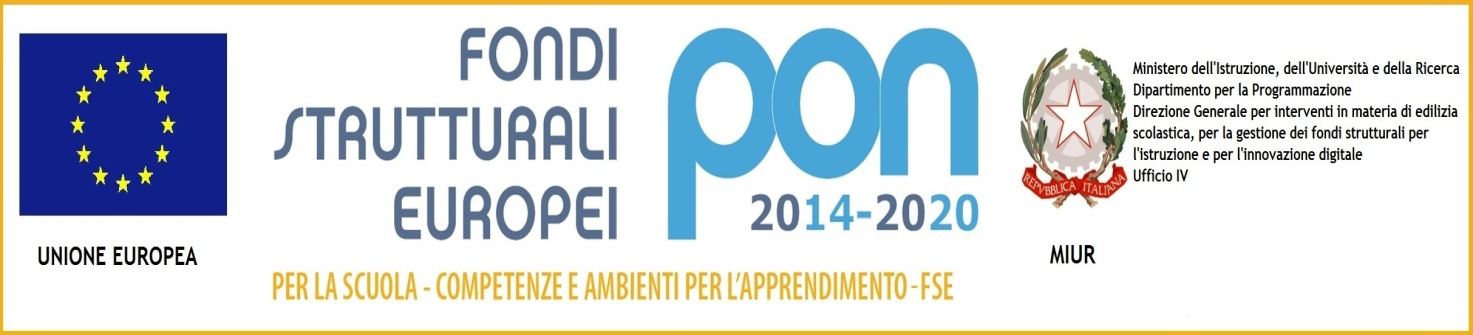 UNIONE EUROPEA
FONDI
STRUTTURALI
EUROPEI
pon
2014-2020
PER LA SCUOLA - COMPETENZE E AMBIENTI PER L'APPRENDIMENTO-FSE
REPVBBLICA ITALIANA
MIUR
Ministero dell'Istruzione, dell'Università e della Ricerca
Dipartimento per la Programmazione
Direzione Generale per interventi in materia di edilizia
scolastica, per la gestione dei fondi strutturali per
l'istruzione e per l'innovazione digitale
Ufficio IV